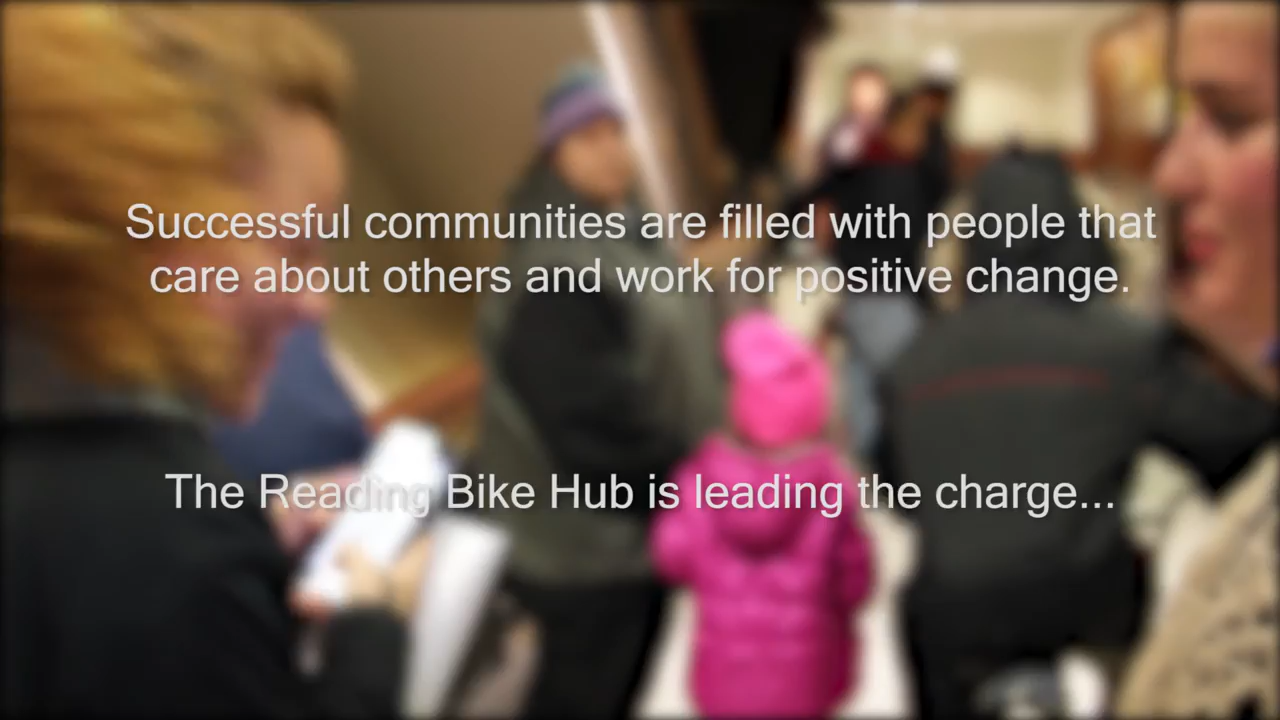 Successful communities are filled with people that
care about others and work for positive change.
The Reading Bike Hub is leading the charge...